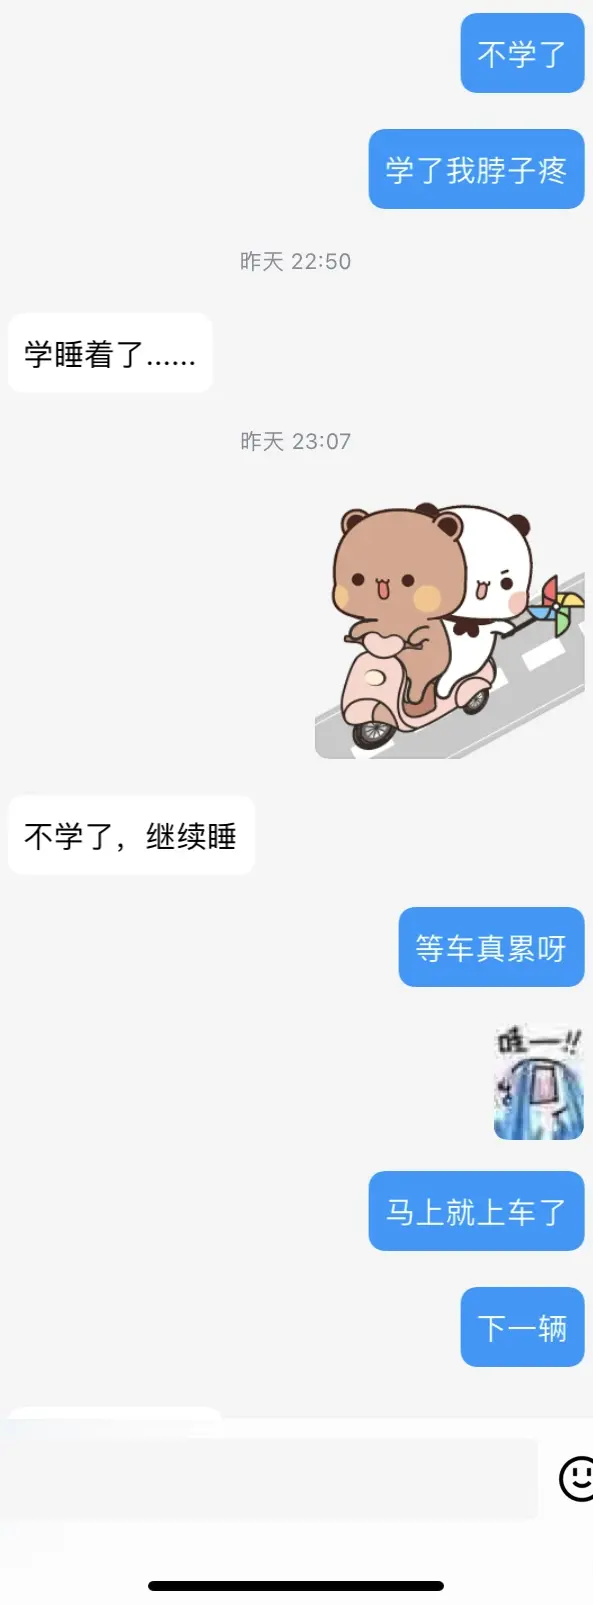 不学了
学了我脖子疼
昨天 22:50
学睡着了......
昨天 23:07
不学了，继续睡
等车真累呀
哇一!!
马上就上车了
下一辆